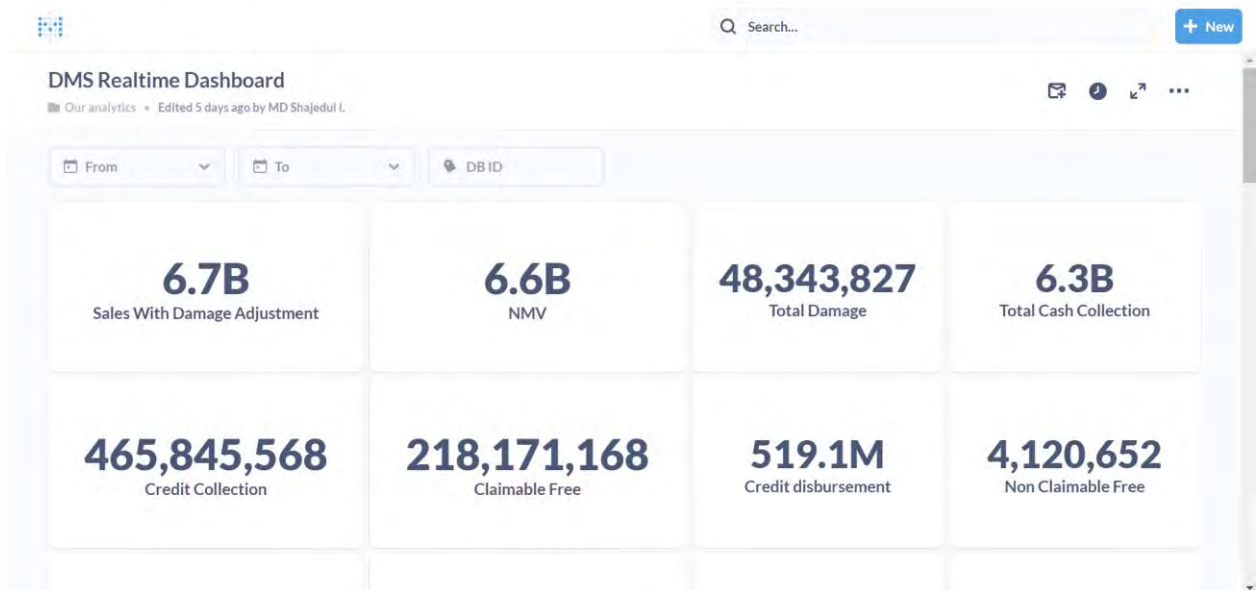 Search...
+ New
DMS Realtime Dashboard
Our analytics • Edited 5 days ago by MD Shajedul I.
From
To
DB ID
6.7B
Sales With Damage Adjustment
6.6B
NMV
48,343,827
Total Damage
6.3B
Total Cash Collection
465,845,568
Credit Collection
218,171,168
Claimable Free
519.1M
Credit disbursement
4,120,652
Non Claimable Free